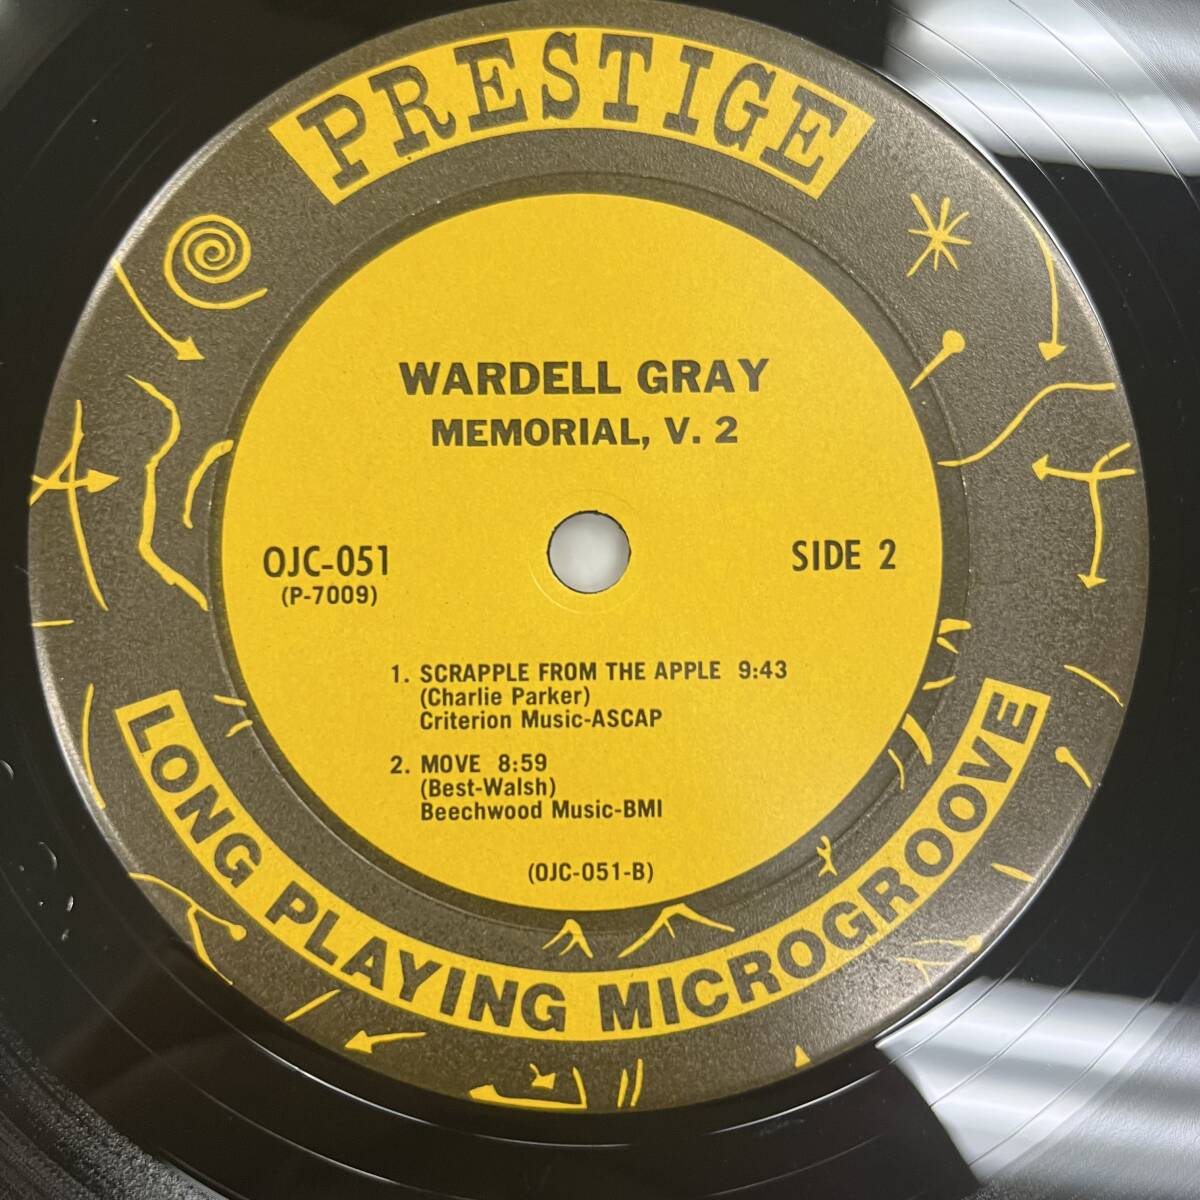 PRESTIGE
WARDELL GRAY
MEMORIAL, V. 2
OJC-051
(P-7009)
SIDE 2
1. SCRAPPLE FROM THE APPLE 9:43
(Charlie Parker)
Criterion Music-ASCAP
2. MOVE 8:59
(Best-Walsh)
Beechwood Music-BMI
(OJC-051-B)
LONG PLAYING MICROGROOVE